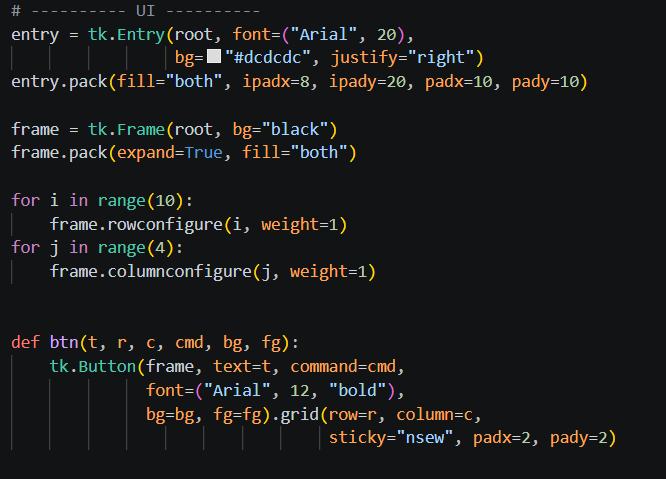 # ---------- UI ----------
entry = tk.Entry(root, font=("Arial", 20),
                 bg="#dcdcdc", justify="right")
entry.pack(fill="both", ipadx=8, ipady=20, padx=10, pady=10)

frame = tk.Frame(root, bg="black")
frame.pack(expand=True, fill="both")

for i in range(10):
    frame.rowconfigure(i, weight=1)
for j in range(4):
    frame.columnconfigure(j, weight=1)


def btn(t, r, c, cmd, bg, fg):
    tk.Button(frame, text=t, command=cmd,
              font=("Arial", 12, "bold"),
              bg=bg, fg=fg).grid(row=r, column=c,
                                 sticky="nsew", padx=2, pady=2)